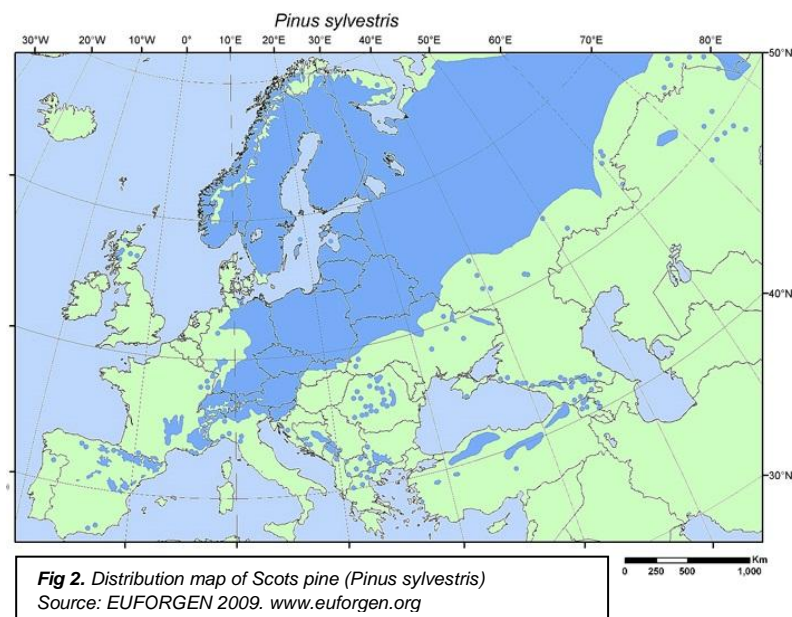 Pinus sylvestris
30°W 20°W 10°W 0° 10°E 20°E 30°E 40°E 50°E 60°E 70°E 80°E
50°N
40°N
30°N
Km
0 250 500 1,000
Fig 2. Distribution map of Scots pine (Pinus sylvestris)
Source: EUFORGEN 2009. www.euforgen.org